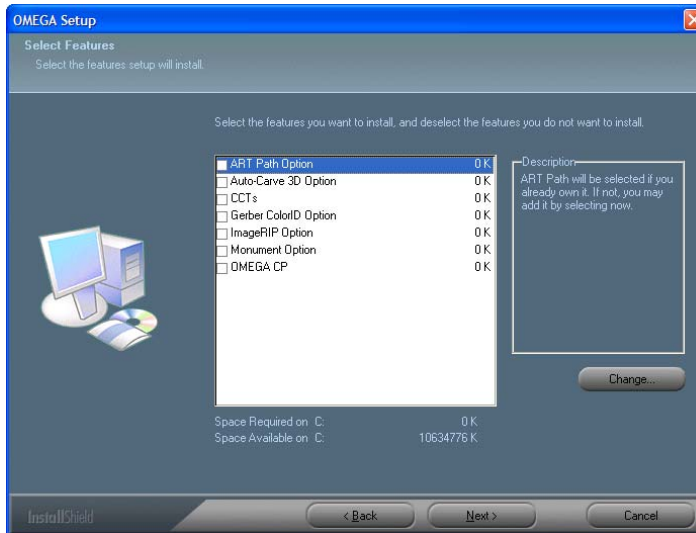 OMEGA Setup
Select Features
Select the features setup will install.
Select the features you want to install, and deselect the features you do not want to install.
ART Path Option 0 K
Auto-Carve 3D Option 0 K
CCTs 0 K
Gerber ColorID Option 0 K
ImageRIP Option 0 K
Monument Option 0 K
OMEGA CP 0 K
Description
ART Path will be selected if you
already own it. If not, you may
add it by selecting now.
Change...
Space Required on C: 0 K
Space Available on C: 10634776 K
InstallShield
< Back
Next >
Cancel